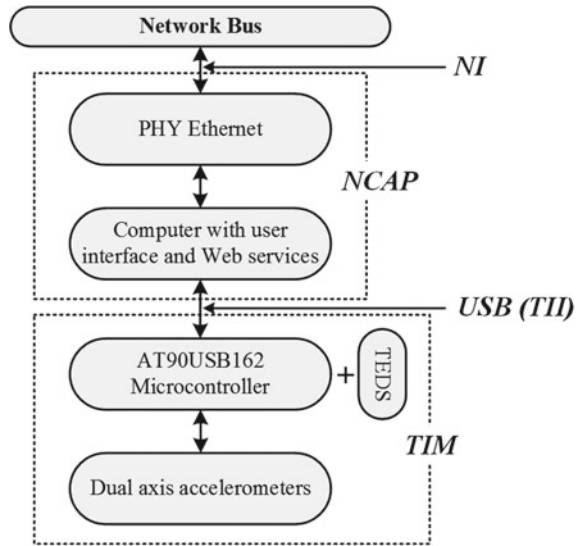 Network Bus
NI
PHY Ethernet
NCAP
Computer with user
interface and Web services
USB (TII)
AT90USB162
Microcontroller
+
TEDS
TIM
Dual axis accelerometers